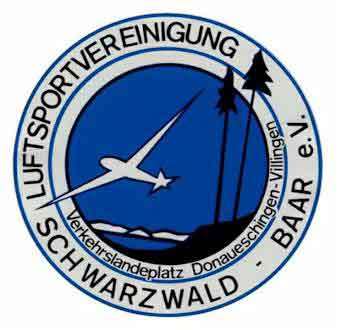 LUFTSPORTVEREINIGUNG
SCHWARZWALD - BAAR e.V.
Verkehrslandeplatz Donaueschingen-Villingen